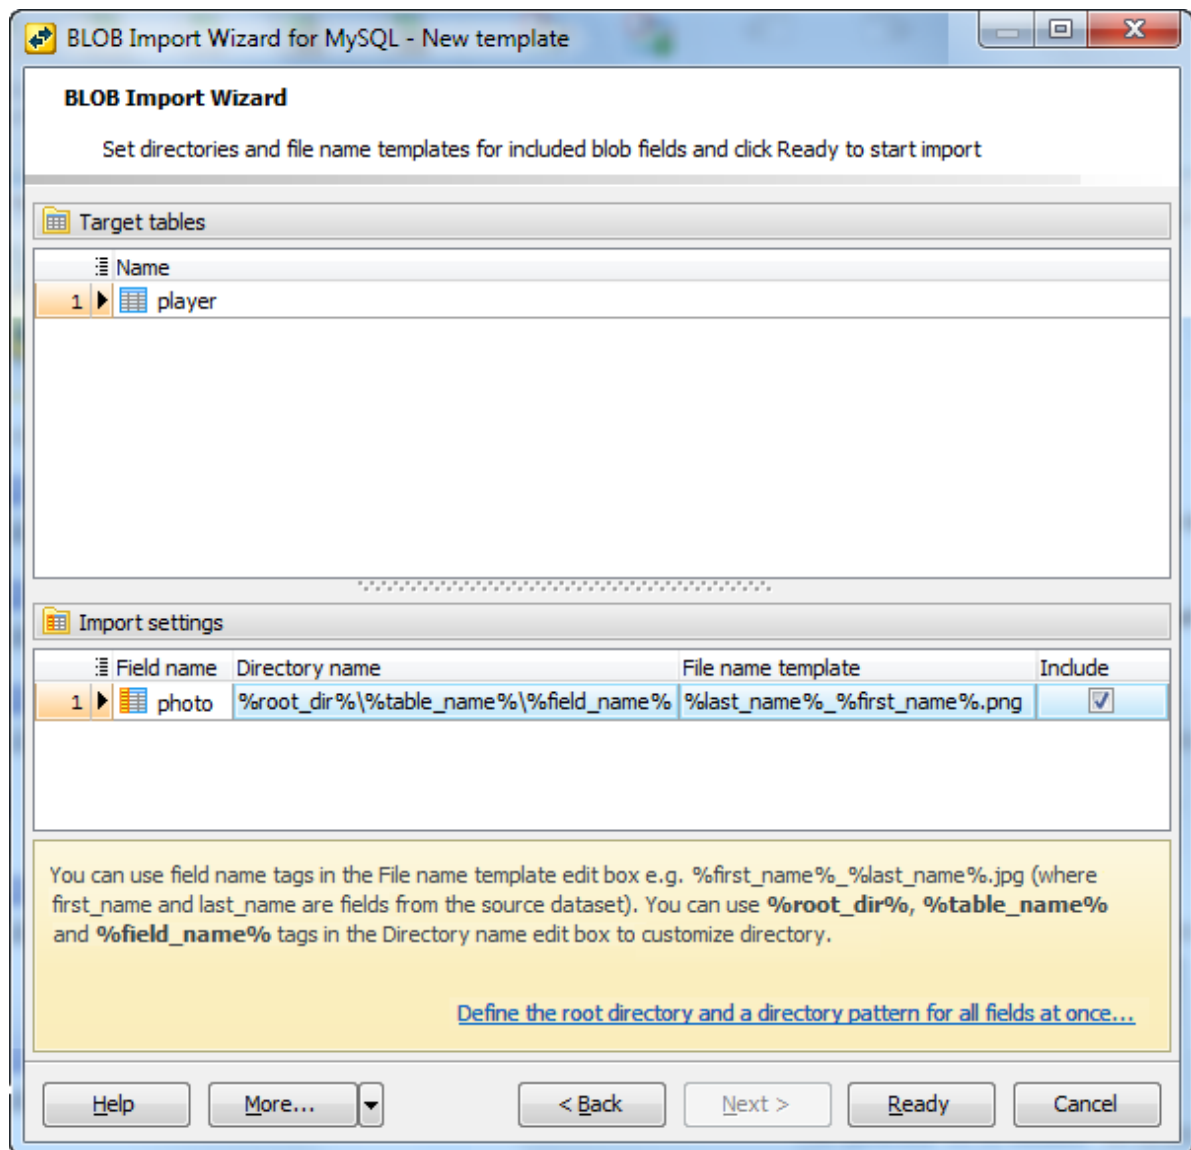 BLOB Import Wizard for MySQL - New template
BLOB Import Wizard
Set directories and file name templates for included blob fields and click Ready to start import
Target tables
Name
1 player
Import settings
Field name Directory name File name template Include
1 photo %root_dir%\%table_name%\%field_name% %last_name%_%first_name%.png
You can use field name tags in the File name template edit box e.g. %first_name%_%last_name%.jpg (where
first_name and last_name are fields from the source dataset). You can use %root_dir%, %table_name%
and %field_name% tags in the Directory name edit box to customize directory.
Define the root directory and a directory pattern for all fields at once...
Help More... < Back Next > Ready Cancel